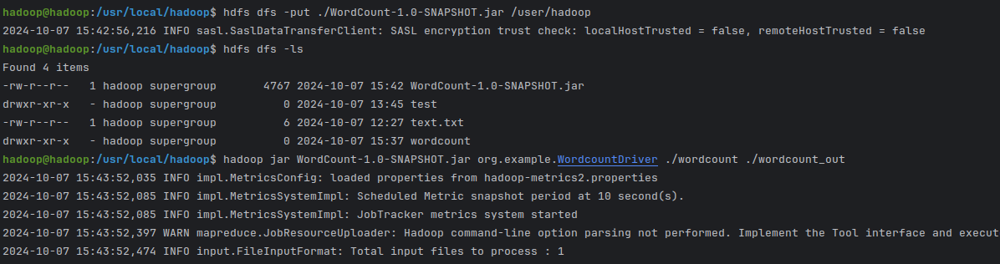 hadoop@hadoop:/usr/local/hadoop$ hdfs dfs -put ./WordCount-1.0-SNAPSHOT.jar /user/hadoop
2024-10-07 15:42:56,216 INFO sasl.SaslDataTransferClient: SASL encryption trust check: localHostTrusted = false, remoteHostTrusted = false
hadoop@hadoop:/usr/local/hadoop$ hdfs dfs -ls
Found 4 items
-rw-r--r--   1 hadoop supergroup       4767 2024-10-07 15:42 WordCount-1.0-SNAPSHOT.jar
drwxr-xr-x   - hadoop supergroup          0 2024-10-07 13:45 test
-rw-r--r--   1 hadoop supergroup          6 2024-10-07 12:27 text.txt
drwxr-xr-x   - hadoop supergroup          0 2024-10-07 15:37 wordcount
hadoop@hadoop:/usr/local/hadoop$ hadoop jar WordCount-1.0-SNAPSHOT.jar org.example.WordcountDriver ./wordcount ./wordcount_out
2024-10-07 15:43:52,035 INFO impl.MetricsConfig: loaded properties from hadoop-metrics2.properties
2024-10-07 15:43:52,085 INFO impl.MetricsSystemImpl: Scheduled Metric snapshot period at 10 second(s).
2024-10-07 15:43:52,085 INFO impl.MetricsSystemImpl: JobTracker metrics system started
2024-10-07 15:43:52,397 WARN mapreduce.JobResourceUploader: Hadoop command-line option parsing not performed. Implement the Tool interface and execut
2024-10-07 15:43:52,474 INFO input.FileInputFormat: Total input files to process : 1